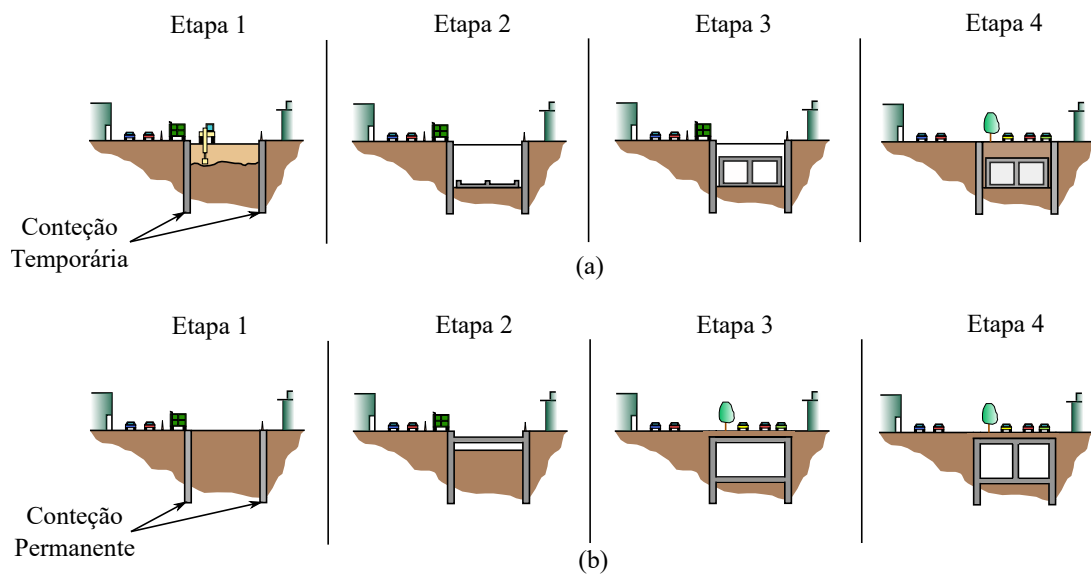 Etapa 1
Etapa 2
Etapa 3
Etapa 4
Conteção
Temporária
(a)
Etapa 1
Etapa 2
Etapa 3
Etapa 4
Conteção
Permanente
(b)